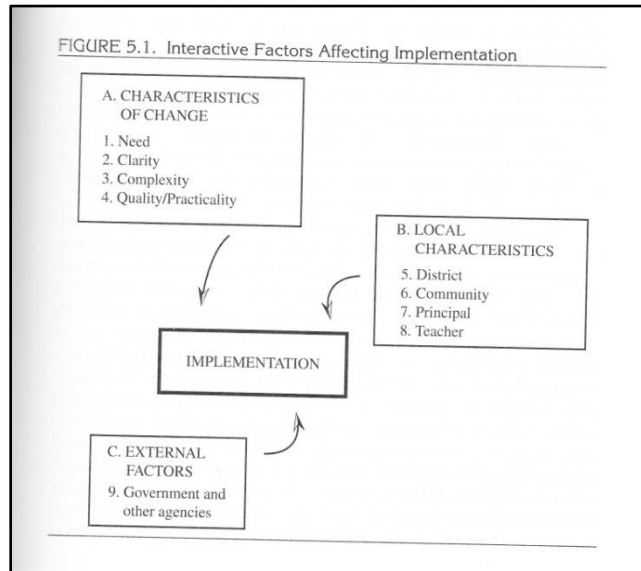 FIGURE 5.1. Interactive Factors Affecting Implementation
A. CHARACTERISTICS
OF CHANGE
1. Need
2. Clarity
3. Complexity
4. Quality/Practicality
B. LOCAL
CHARACTERISTICS
5. District
6. Community
7. Principal
8. Teacher
IMPLEMENTATION
C. EXTERNAL
FACTORS
9. Government and
other agencies